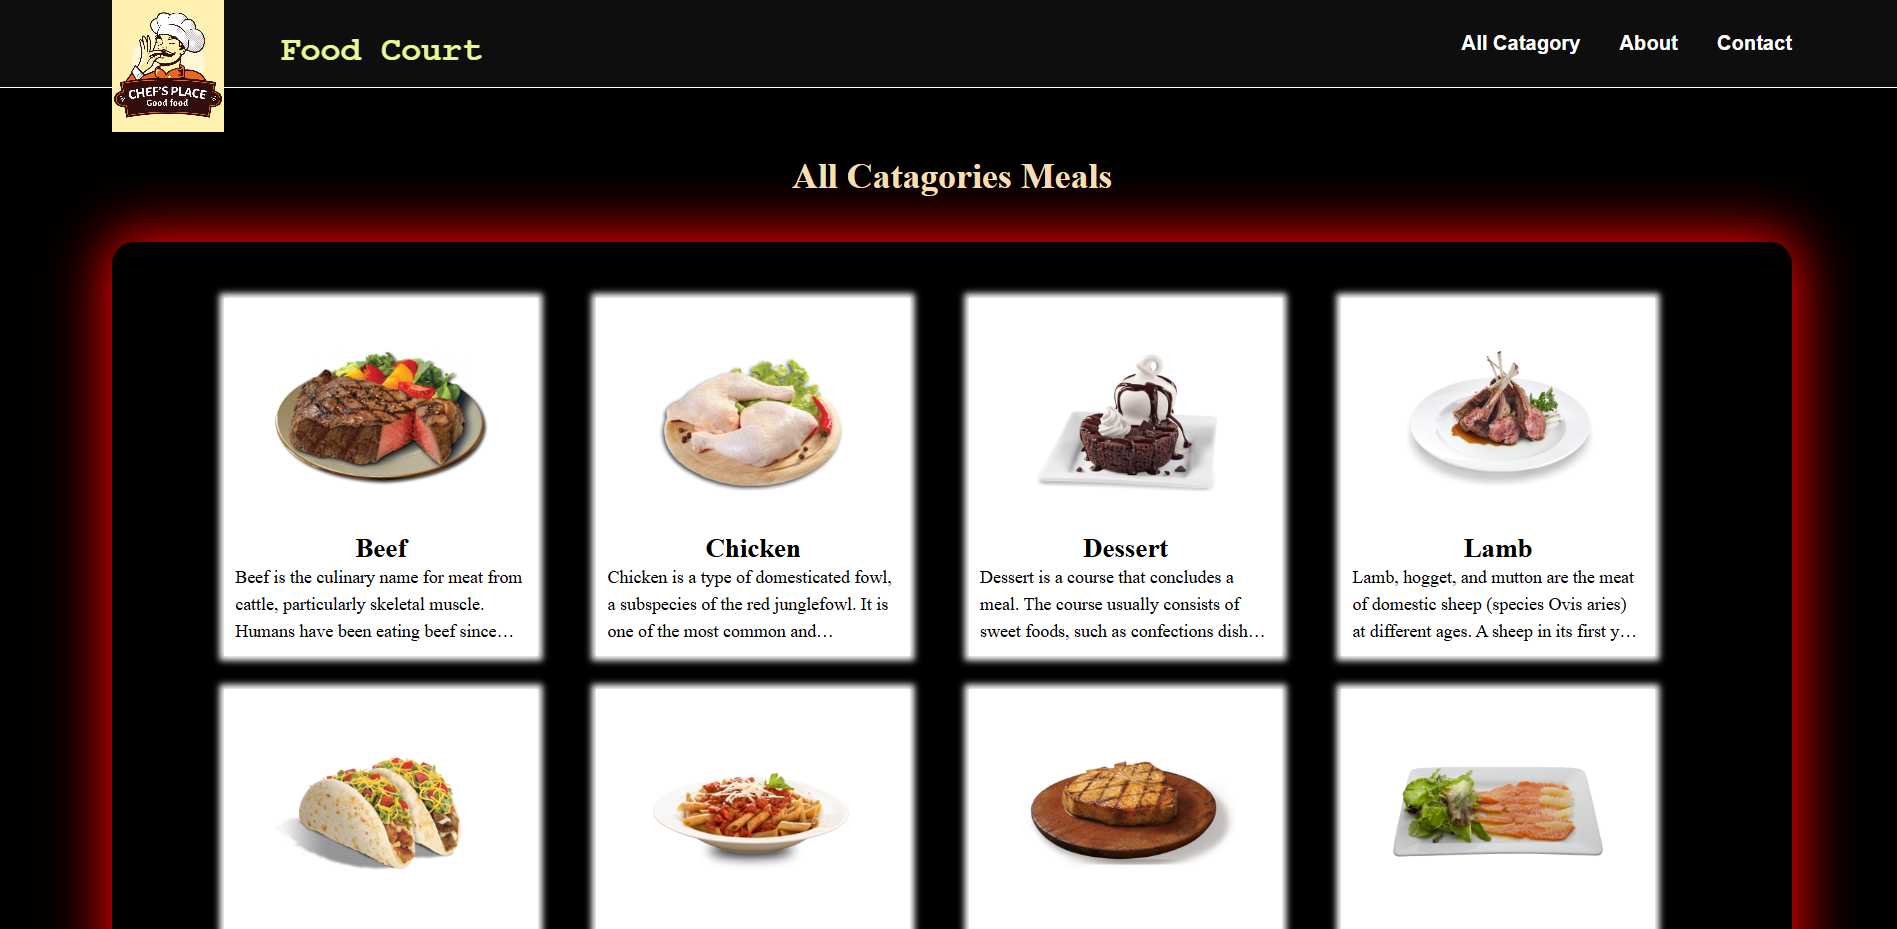 CHEF'S PLACE
Good food
Food Court
All Catagory
About
Contact
All Catagories Meals
Beef
Beef is the culinary name for meat from
cattle, particularly skeletal muscle.
Humans have been eating beef since…
Chicken
Chicken is a type of domesticated fowl,
a subspecies of the red junglefowl. It is
one of the most common and…
Dessert
Dessert is a course that concludes a
meal. The course usually consists of
sweet foods, such as confections dish…
Lamb
Lamb, hogget, and mutton are the meat
of domestic sheep (species Ovis aries)
at different ages. A sheep in its first y…